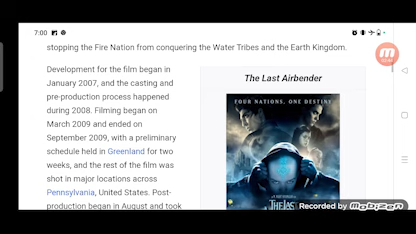 7:00
stopping the Fire Nation from conquering the Water Tribes and the Earth Kingdom.
Development for the film began in
January 2007, and the casting and
pre-production process happened
during 2008. Filming began on
March 2009 and ended on
September 2009, with a preliminary
schedule held in Greenland for two
weeks, and the rest of the film was
shot in major locations across
Pennsylvania, United States. Post-
production began in August and took
The Last Airbender
FOUR NATIONS, ONE DESTINY
THE LAS
Recorded by mobizen